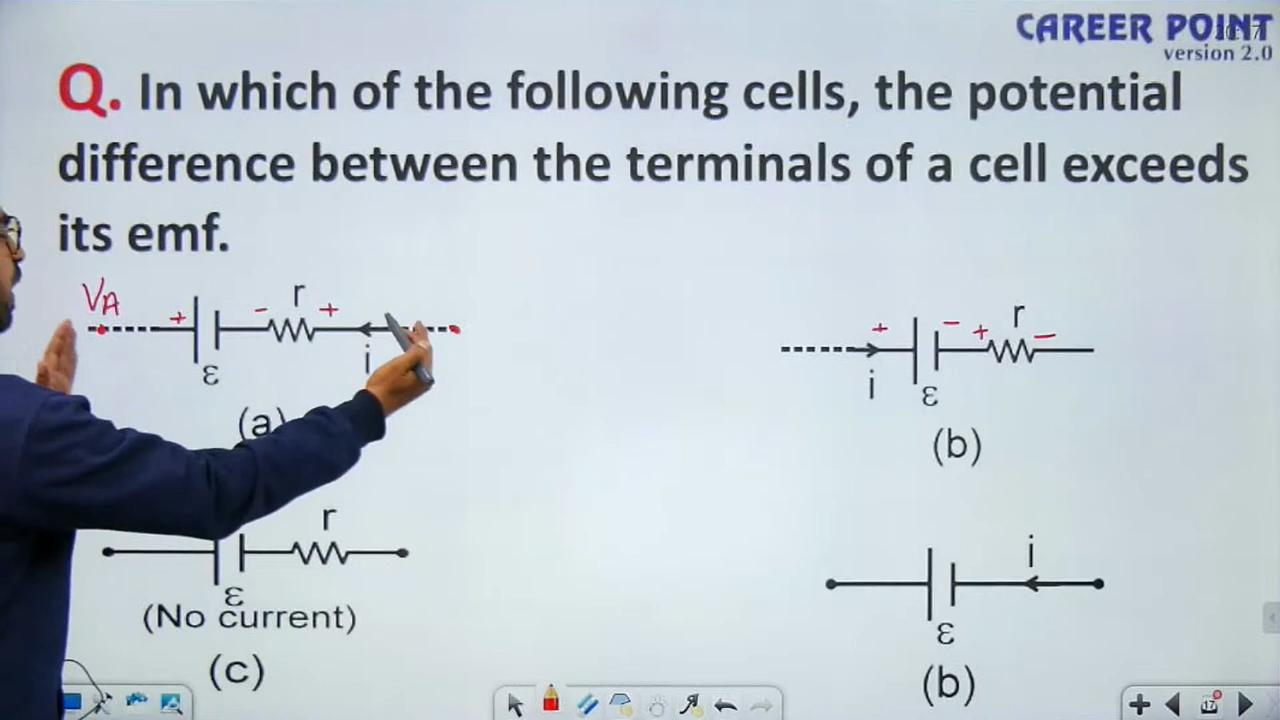 CAREER POINT
version 2.0
Q. In which of the following cells, the potential
difference between the terminals of a cell exceeds
its emf.
VA
+
-
r
+
ε
i
(a)
+
-
+
r
-
i
ε
(b)
r
ε
(No current)
(c)
i
ε
(b)
17